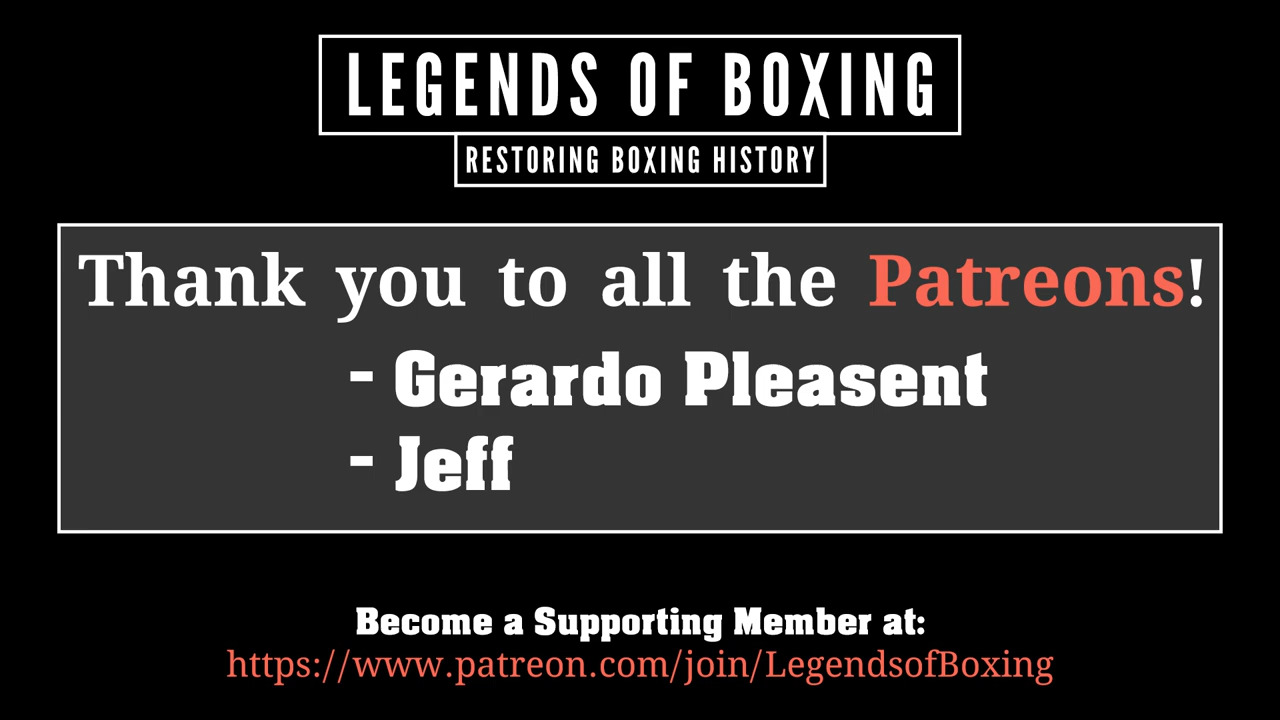 LEGENDS OF BOXING
RESTORING BOXING HISTORY
Thank you to all the Patreons!
- Gerardo Pleasent
- Jeff
Become a Supporting Member at:
https://www.patreon.com/join/LegendsofBoxing